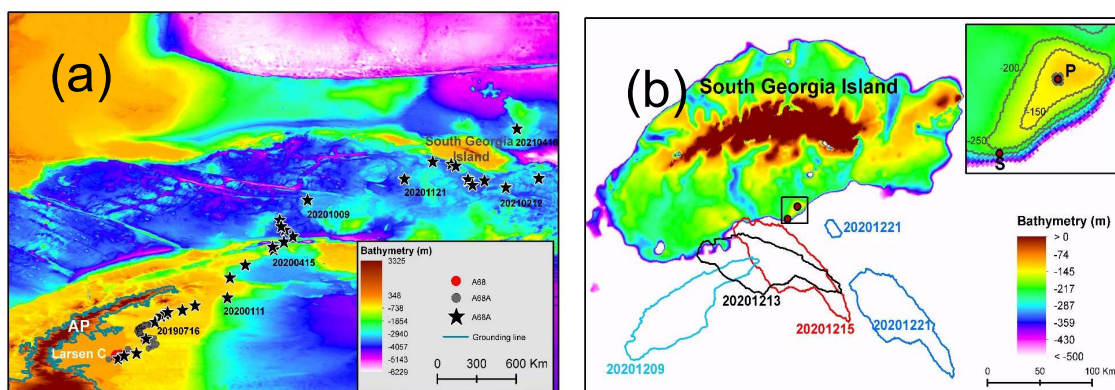 (a)
South Georgia
Island
20210416
20201121
20210212
20201009
20200415
20200111
20190716
AP
Larsen C
Bathymetry (m)
3325
348
-738
-1854
-2940
-4057
-5143
-6229
A68
A68A
A68A
Grounding line
0
300
600 Km
(b)
South Georgia Island
-200
P
-150
-250
S
20201221
20201213
20201215
20201221
20201209
Bathymetry (m)
> 0
-74
-145
-217
-287
-359
-430
< -500
0
50
100 Km